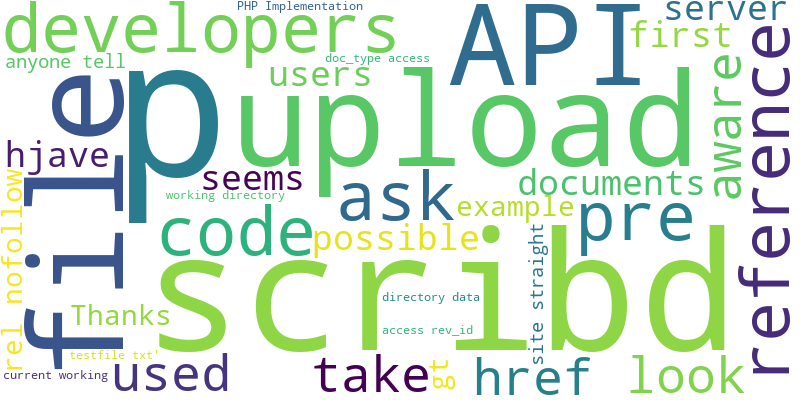 PHP Implementation
developers
API
server
first
anyone tell
doc_type access
users
file
p
upload
aware
reference
hjave
seems
ask
documents
working directory
example
pre
code
possible
rel nofollow
scribd
site straight
directory data
Thanks
access rev_id
testfile txt'
current working
used
take
gt
href
look